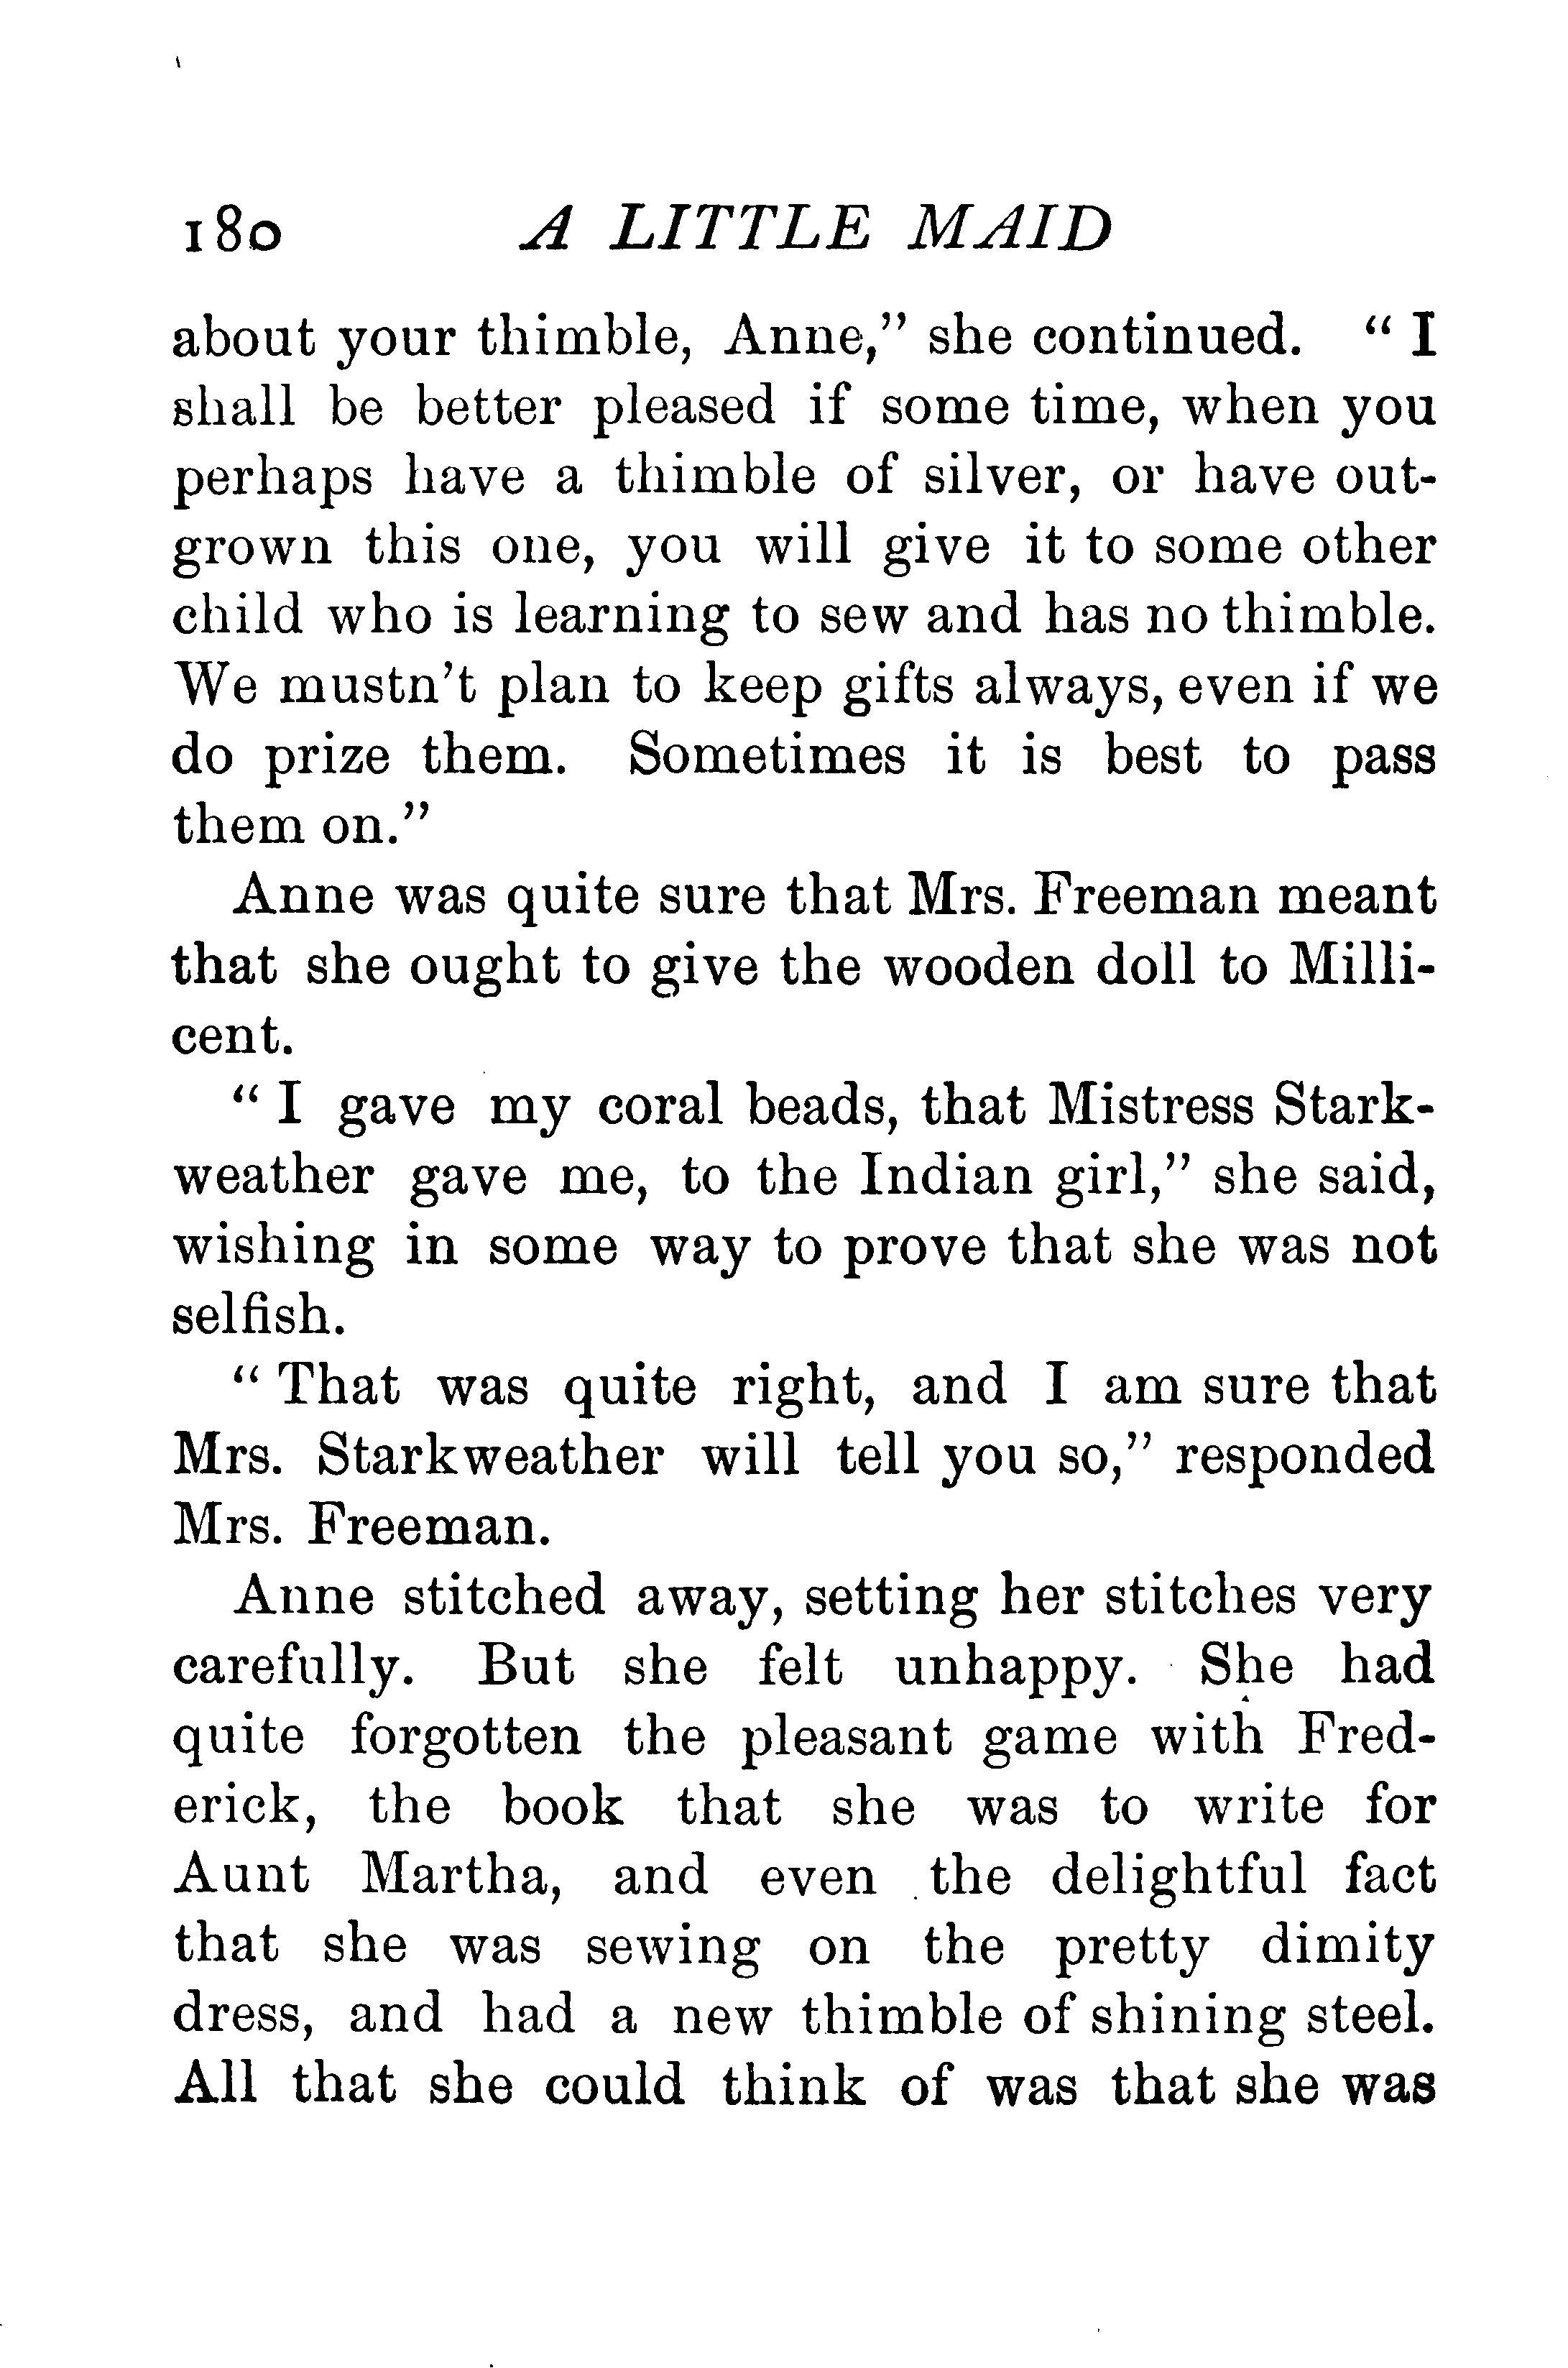 180 A LITTLE MAID
about your thimble, Anne,” she continued. “ I
shall be better pleased if some time, when you
perhaps have a thimble of silver, or have out-
grown this one, you will give it to some other
child who is learning to sew and has no thimble.
We mustn’t plan to keep gifts always, even if we
do prize them. Sometimes it is best to pass
them on.”
Anne was quite sure that Mrs. Freeman meant
that she ought to give the wooden doll to Milli-
cent.
“ I gave my coral beads, that Mistress Stark-
weather gave me, to the Indian girl,” she said,
wishing in some way to prove that she was not
selfish.
“ That was quite right, and I am sure that
Mrs. Starkweather will tell you so,” responded
Mrs. Freeman.
Anne stitched away, setting her stitches very
carefully. But she felt unhappy. She had
quite forgotten the pleasant game with Fred-
erick, the book that she was to write for
Aunt Martha, and even the delightful fact
that she was sewing on the pretty dimity
dress, and had a new thimble of shining steel.
All that she could think of was that she was